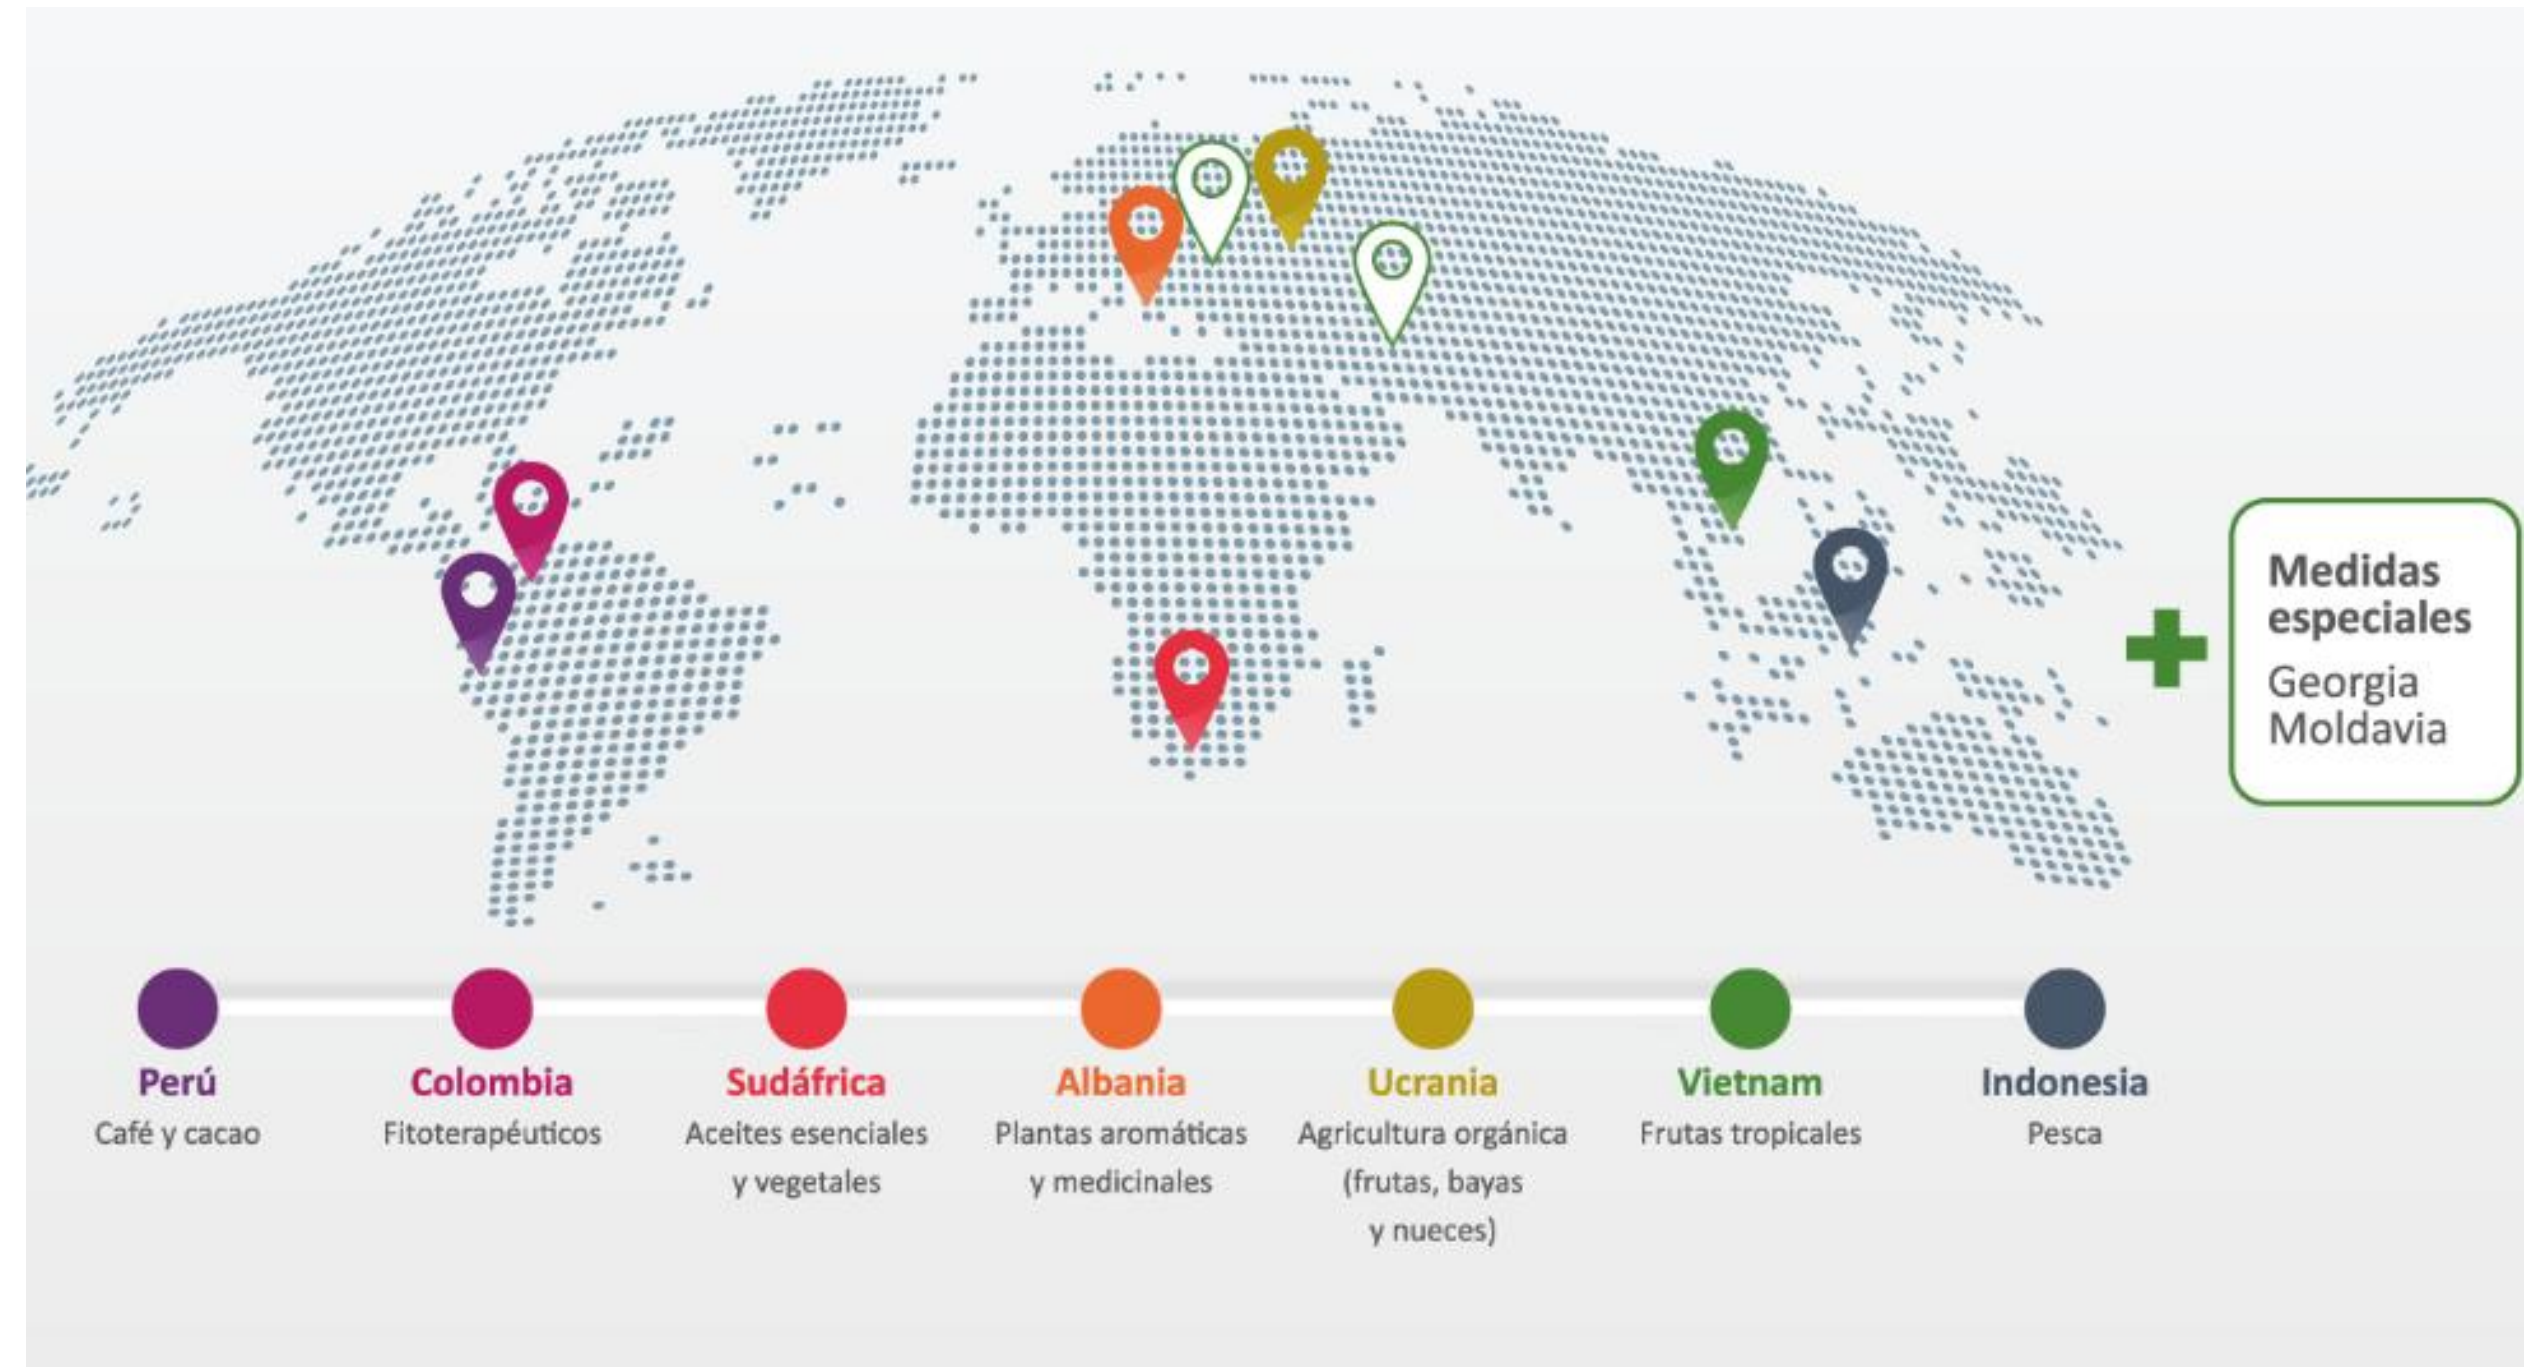 Medidas
especiales
Georgia
Moldavia
Perú
Café y cacao
Colombia
Fitoterapéuticos
Sudáfrica
Aceites esenciales
y vegetales
Albania
Plantas aromáticas
y medicinales
Ucrania
Agricultura orgánica
(frutas, bayas
y nueces)
Vietnam
Frutas tropicales
Indonesia
Pesca